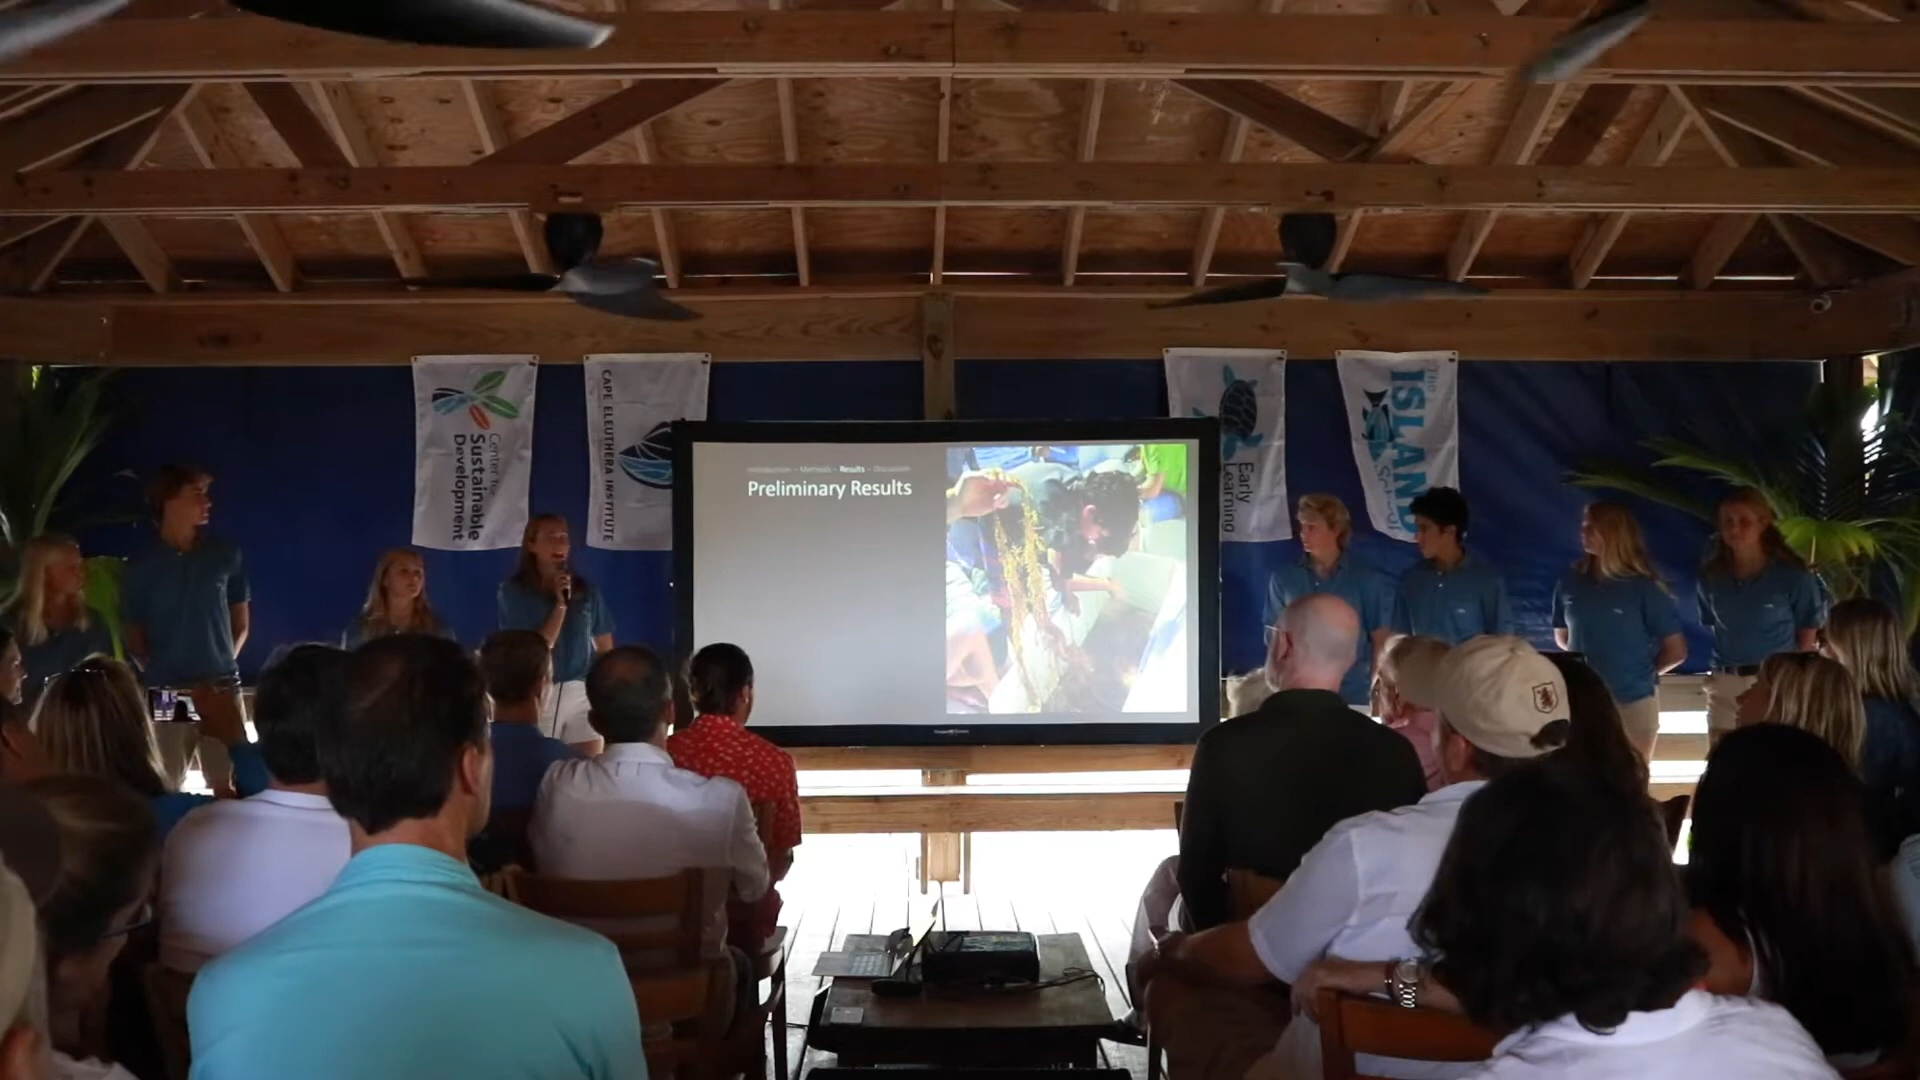 Center for
Sustainable
Development
CAPE ELEUTHERA INSTITUTE
Introduction – Methods – Results – Discussion
Preliminary Results
Early
Learning
The
ISLAND
School